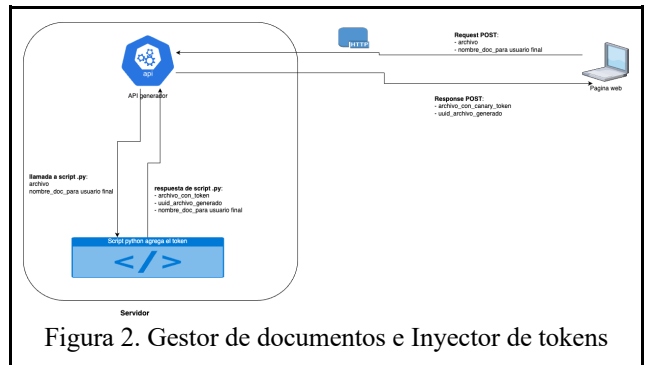 HTTP
Request POST:
- archivo
- nombre_doc_para usuario final
api
API generador
Pagina web
Response POST:
- archivo_con_canary_token
- uuid_archivo_generado
llamada a script .py:
archivo
nombre_doc_para usuario final
respuesta de script .py:
- archivo_con_token
- uuid_archivo_generado
- nombre_doc_para usuario final
Script python agrega el token
</>
Servidor
Figura 2. Gestor de documentos e Inyector de tokens